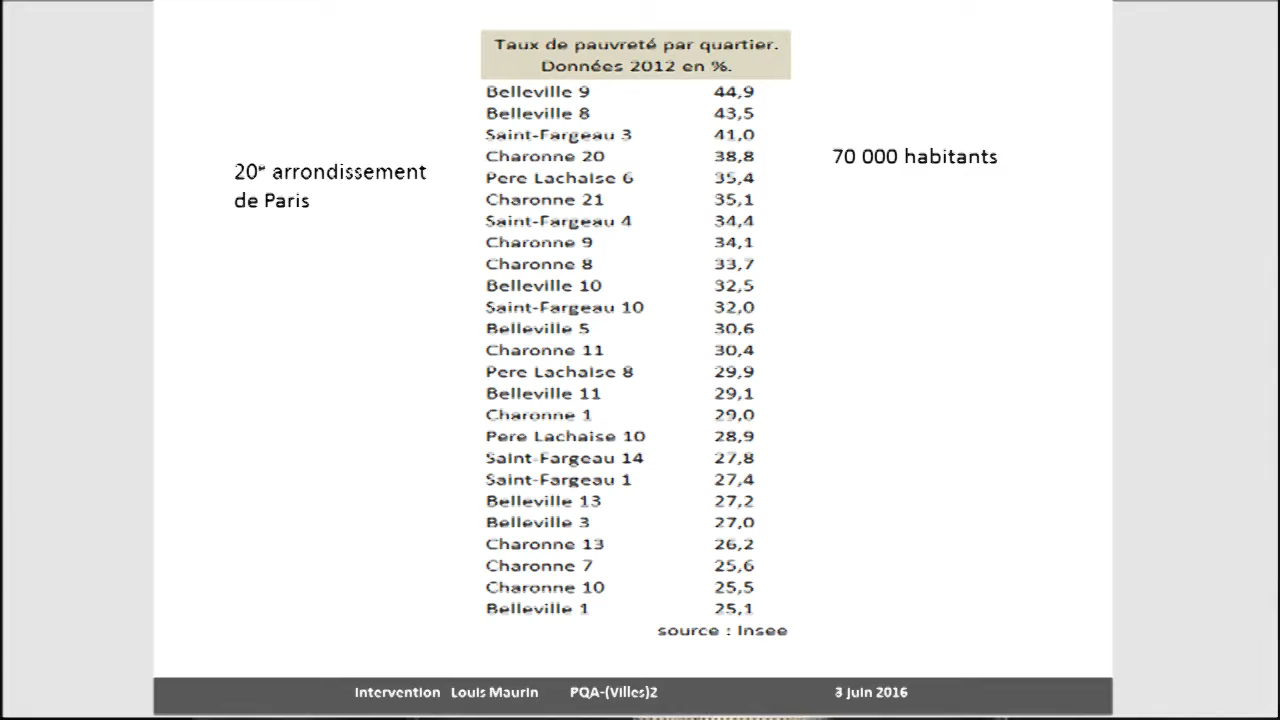 Taux de pauvreté par quartier.
Données 2012 en %.
Belleville 9 44,9
Belleville 8 43,5
Saint-Fargeau 3 41,0
Charonne 20 38,8
Pere Lachaise 6 35,4
Charonne 21 35,1
Saint-Fargeau 4 34,4
Charonne 9 34,1
Charonne 8 33,7
Belleville 10 32,5
Saint-Fargeau 10 32,0
Belleville 5 30,6
Charonne 11 30,4
Pere Lachaise 8 29,9
Belleville 11 29,1
Charonne 1 29,0
Pere Lachaise 10 28,9
Saint-Fargeau 14 27,8
Saint-Fargeau 1 27,4
Belleville 13 27,2
Belleville 3 27,0
Charonne 13 26,2
Charonne 7 25,6
Charonne 10 25,5
Belleville 1 25,1
source : Insee
20e arrondissement
de Paris
70 000 habitants
Intervention Louis Maurin PQA-(Villes)2 3 juin 2016